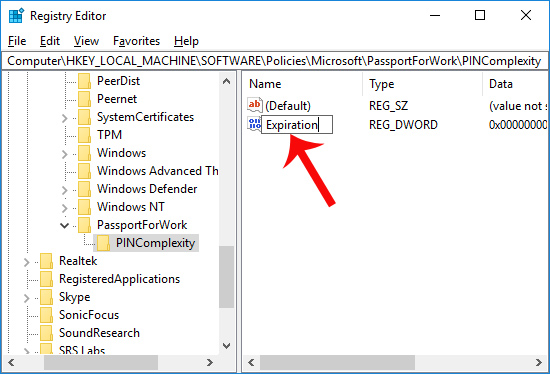 Registry Editor
File Edit View Favorites Help
Computer\HKEY_LOCAL_MACHINE\SOFTWARE\Policies\Microsoft\PassportForWork\PINComplexity
PeerDist
Peernet
SystemCertificates
TPM
Windows
Windows Advanced Th
Windows Defender
Windows NT
PassportForWork
PINComplexity
Realtek
RegisteredApplications
Skype
SonicFocus
SoundResearch
SRS Labs
Name Type Data
ab (Default) REG_SZ (value not s
Expiration REG_DWORD 0x00000000